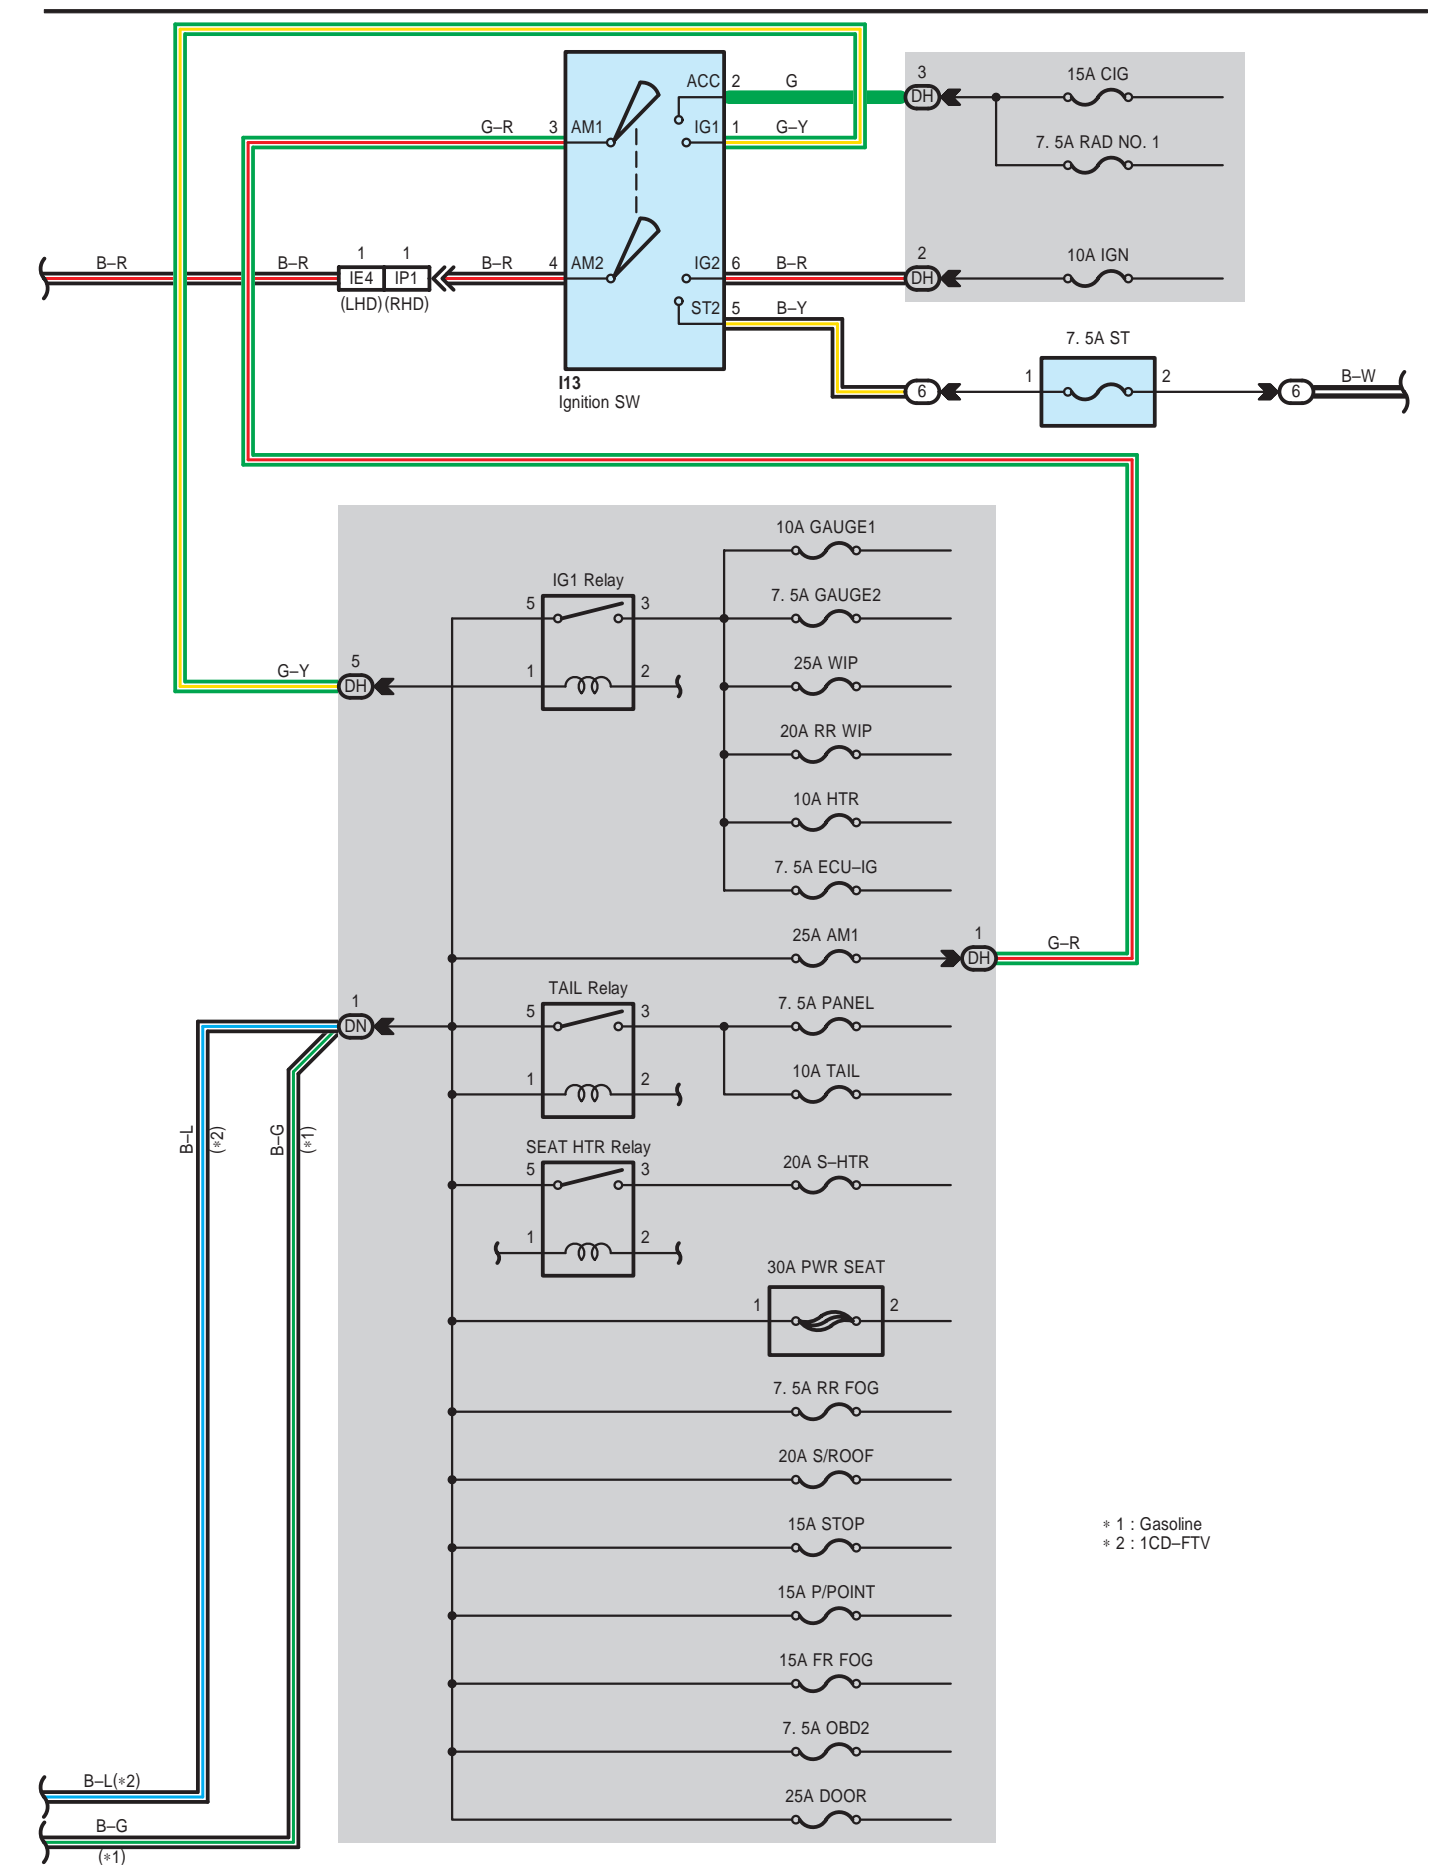 ACC 2 G 3 DH 15A CIG
G–R 3 AM1 IG1 1 G–Y
7. 5A RAD NO. 1
B–R B–R 1 1 B–R 4 AM2 IG2 6 B–R 2 DH 10A IGN
IE4 IP1
(LHD) (RHD)
ST2 5 B–Y
7. 5A ST
1 2 B–W
6 6
I13
Ignition SW
10A GAUGE1
IG1 Relay
5 3 7. 5A GAUGE2
G–Y 5 DH 1 2 25A WIP
20A RR WIP
10A HTR
7. 5A ECU–IG
25A AM1 1 DH G–R
TAIL Relay
1 DN 5 3 7. 5A PANEL
1 2 10A TAIL
B–L (∗2) B–G (∗1)
SEAT HTR Relay
5 3 20A S–HTR
1 2
30A PWR SEAT
1 2
7. 5A RR FOG
20A S/ROOF
15A STOP
∗ 1 : Gasoline
∗ 2 : 1CD–FTV
15A P/POINT
15A FR FOG
7. 5A OBD2
B–L(∗2) 25A DOOR
B–G
(∗1)